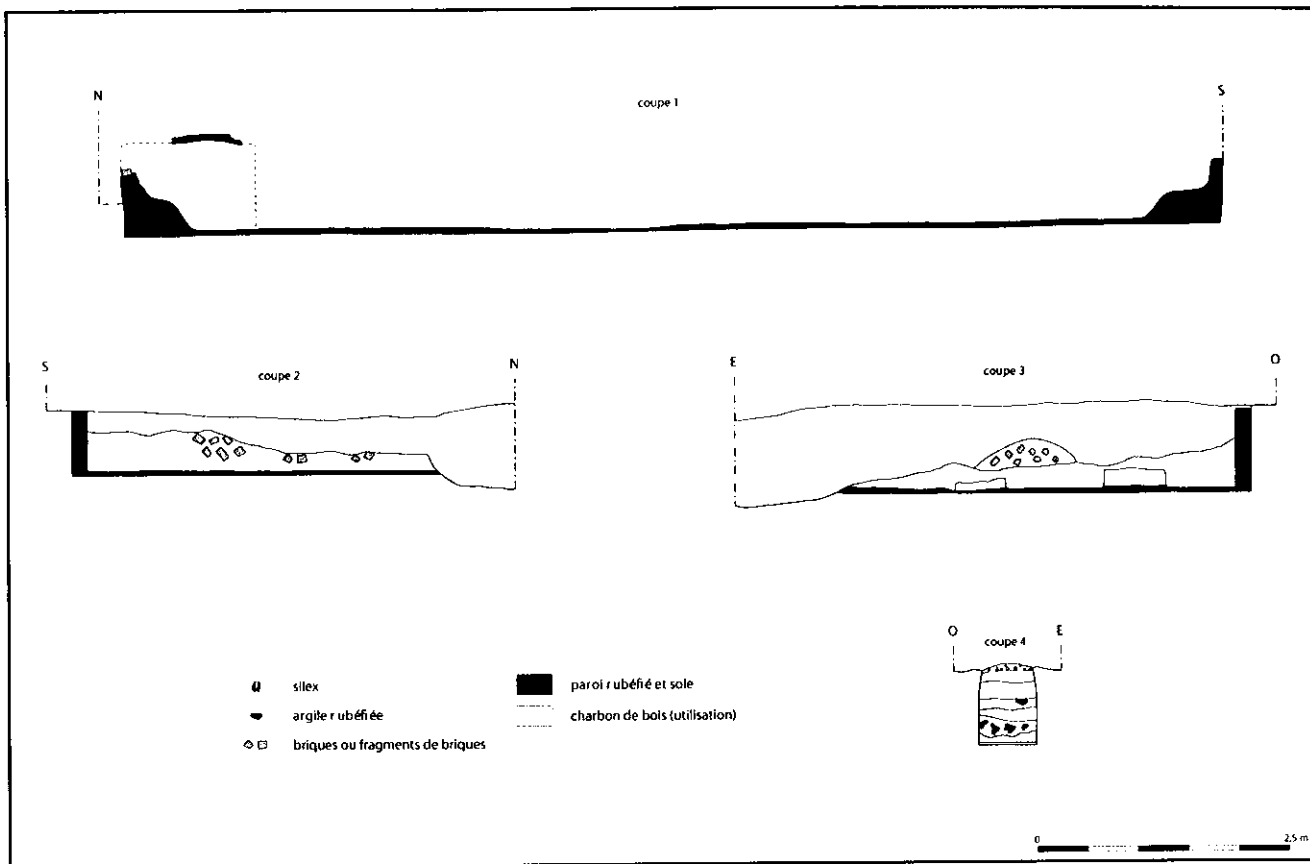 N
coupe 1
S
S
coupe 2
N
E
coupe 3
O
O
coupe 4
E
silex
argile rubéfiée
briques ou fragments de briques
paroi rubéfié et sole
charbon de bois (utilisation)
0
2,5 m